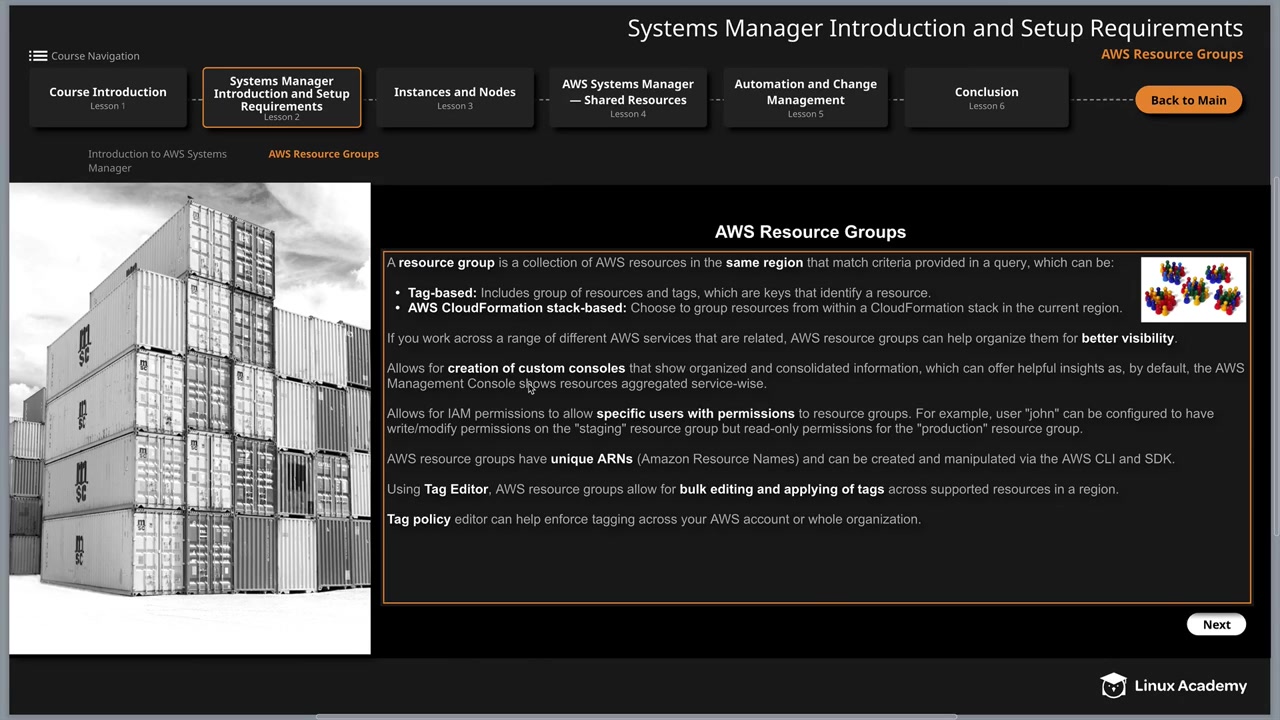 Systems Manager Introduction and Setup Requirements
AWS Resource Groups
Course Navigation
Course Introduction
Lesson 1
Systems Manager
Introduction and Setup
Requirements
Lesson 2
Instances and Nodes
Lesson 3
AWS Systems Manager
— Shared Resources
Lesson 4
Automation and Change
Management
Lesson 5
Conclusion
Lesson 6
Back to Main
Introduction to AWS Systems
Manager
AWS Resource Groups
AWS Resource Groups
A resource group is a collection of AWS resources in the same region that match criteria provided in a query, which can be:
• Tag-based: Includes group of resources and tags, which are keys that identify a resource.
• AWS CloudFormation stack-based: Choose to group resources from within a CloudFormation stack in the current region.
If you work across a range of different AWS services that are related, AWS resource groups can help organize them for better visibility.
Allows for creation of custom consoles that show organized and consolidated information, which can offer helpful insights as, by default, the AWS
Management Console shows resources aggregated service-wise.
Allows for IAM permissions to allow specific users with permissions to resource groups. For example, user "john" can be configured to have
write/modify permissions on the "staging" resource group but read-only permissions for the "production" resource group.
AWS resource groups have unique ARNs (Amazon Resource Names) and can be created and manipulated via the AWS CLI and SDK.
Using Tag Editor, AWS resource groups allow for bulk editing and applying of tags across supported resources in a region.
Tag policy editor can help enforce tagging across your AWS account or whole organization.
msc
msc
msc
msc
Next
Linux Academy